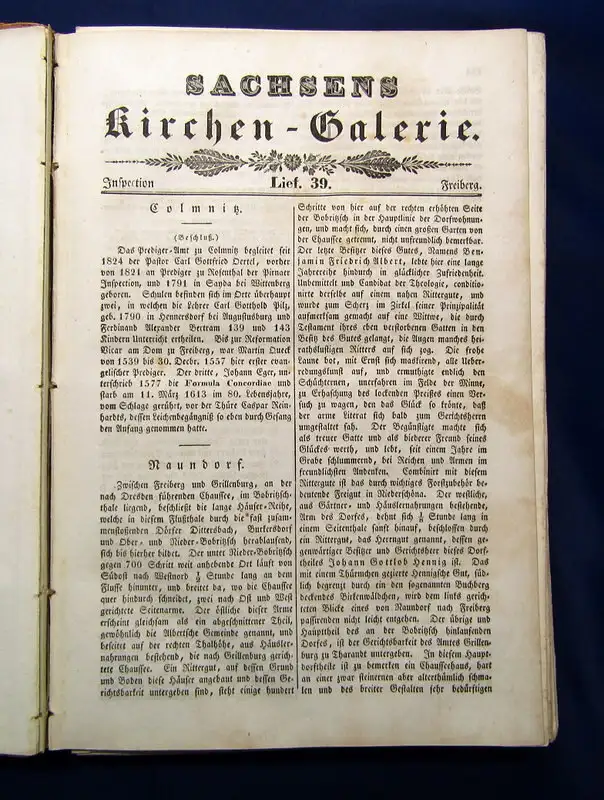 SACHSENS
Kirchen-Galerie.
Inspection
Lief. 39.
Freiberg.
Colmnitz.
(Beschluß.)
Das Prediger-Amt zu Colmnitz begleitet seit
1824 der Pastor Carl Gottfried Oertel, vorher
von 1821 an Prediger zu Rosenthal der Pirnaer
Inspection, und 1791 in Sayda bei Wittenberg
geboren. Schulen befinden sich im Orte überhaupt
zwei, in welchen die Lehrer Carl Gotthold Pilz,
geb. 1790 in Hennersdorf bei Augustusburg und
Ferdinand Alexander Bertram 139 und 143
Kindern Unterricht ertheilen. Bis zur Reformation
Vicar am Dom zu Freiberg, war Martin Queck
von 1539 bis 30. Decbr. 1557 hier erster evan-
gelischer Prediger. Der dritte, Johann Eger, un-
terschrieb 1577 die Formula Concordiae und
starb am 11. März 1613 im 80. Lebensjahre,
vom Schlage gerührt, vor der Thüre Caspar Rein-
hardts, dessen Leichenbegängniß so eben durch Gesang
den Anfang genommen hatte.
Naundorf.
Zwischen Freiberg und Grillenburg, an der
nach Dresden führenden Chaussee, im Bobritzsch-
thale liegend, beschließt die lange Häuser-Reihe,
welche in diesem Flußthale durch die fast zusam-
menstoßenden Dörfer Dittersbach, Burkersdorf
und Ober- und Nieder-Bobritzsch herablaufend,
sich bis hierher bildet. Der unter Nieder-Bobritzsch
gegen 700 Schritt weit anhebende Ort läuft von
Südost nach Westnord Stunde lang an dem
Flusse hinunter, und breitet da, wo die Chaussee
quer hindurch schneidet, zwei nach Ost und West
gerichtete Seitenarme. Der östliche dieser Arme
erscheint gleichsam als ein abgeschnittener Theil,
gewöhnlich die Albertsche Gemeinde genannt, und
besetzt auf der rechten Thalhöhe, aus Häusler-
nahrungen bestehend, die nach Grillenburg gerich-
tete Chaussee. Ein Rittergut, auf dessen Grund
und Boden diese Häuser angebaut und dessen Ge-
richtsbarkeit untergeben sind, steht einige hundert
Schritte von hier auf der rechten erhöhten Seite
der Bobritzsch in der Hauptlinie der Dorfwohnun-
gen, und macht sich, durch einen großen Garten von
der Chaussee getrennt, nicht unfreundlich bemerkbar.
Der letzte Besitzer dieses Gutes, Namens Ben-
jamin Friedrich Albert, lebte hier eine lange
Jahrereihe hindurch in glücklicher Zufriedenheit.
Unbemittelt und Candidat der Theologie, conditio-
nirte derselbe auf einem nahen Rittergute, und
wurde zum Scherz im Zirkel seiner Prinzipalität
aufmerksam gemacht auf eine Wittwe, die durch
Testament ihres eben verstorbenen Gatten in den
Besitz des Gutes gelangt, die Augen manches hei-
rathslustigen Ritters auf sich zog. Die frohe
Laune bot, mit Ernst sich maskirend, alle Ueber-
redungskunst auf, und ermuthigte endlich den
Schüchternen, unerfahren im Felde der Minne,
zu Erhaschung des lockenden Preises einen Ver-
such zu wagen, den das Glück so krönte, daß
der arme Literat sich bald zum Gerichtsherrn
umgestaltet sah. Der Begünstigte machte sich
als treuer Gatte und als biederer Freund seines
Glückes werth, und lebt, seit einem Jahre im
Grabe schlummernd, bei Reichen und Armen im
freundlichsten Andenken. Combinirt mit diesem
Rittergute ist das durch wichtiges Forstzubehör be-
deutende Freigut in Niederschöna. Der westliche,
aus Gärtner- und Häuslernahrungen bestehende,
Arm des Dorfes, dehnt sich Stunde lang in
einem Seitenthale sanft hinauf, beschlossen durch
ein Rittergut, das Heerngut genannt, dessen ge-
genwärtiger Besitzer und Gerichtsherr dieses Dorf-
theiles Johann Gottlob Hennig ist. Das
mit einem Thürmchen gezierte Hennigsche Gut, süd-
lich begrenzt durch ein den sogenannten Buchberg
deckendes Birkenwäldchen, wird dem links gerich-
teten Blicke eines von Naundorf nach Freiberg
passirenden nicht leicht entgehen. Der übrige und
Haupttheil des an der Bobritzsch hinlaufenden
Dorfes, ist der Gerichtsbarkeit des Amtes Grillen-
burg zu Tharandt untergeben. In diesem Haupt-
dorfstheile ist zu bemerken ein Chausseehaus, hart
an einer zwar steinernen aber alterthümlich schma-
len und des breiter Gestalten sehr bedürftigen